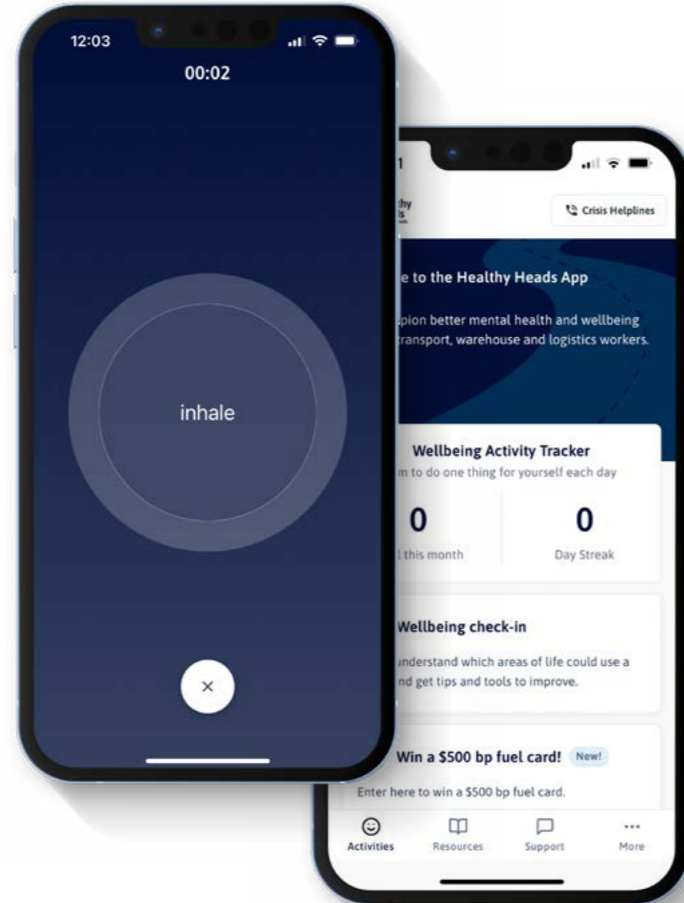 12:03
00:02
inhale
Crisis Helplines
to the Healthy Heads App
better mental health and wellbeing
transport, warehouse and logistics workers.
Wellbeing Activity Tracker
to do one thing for yourself each day
0
0
this month
Day Streak
Wellbeing check-in
understand which areas of life could use a
get tips and tools to improve.
Win a $500 bp fuel card!
New!
Enter here to win a $500 bp fuel card.
Activities
Resources
Support
More